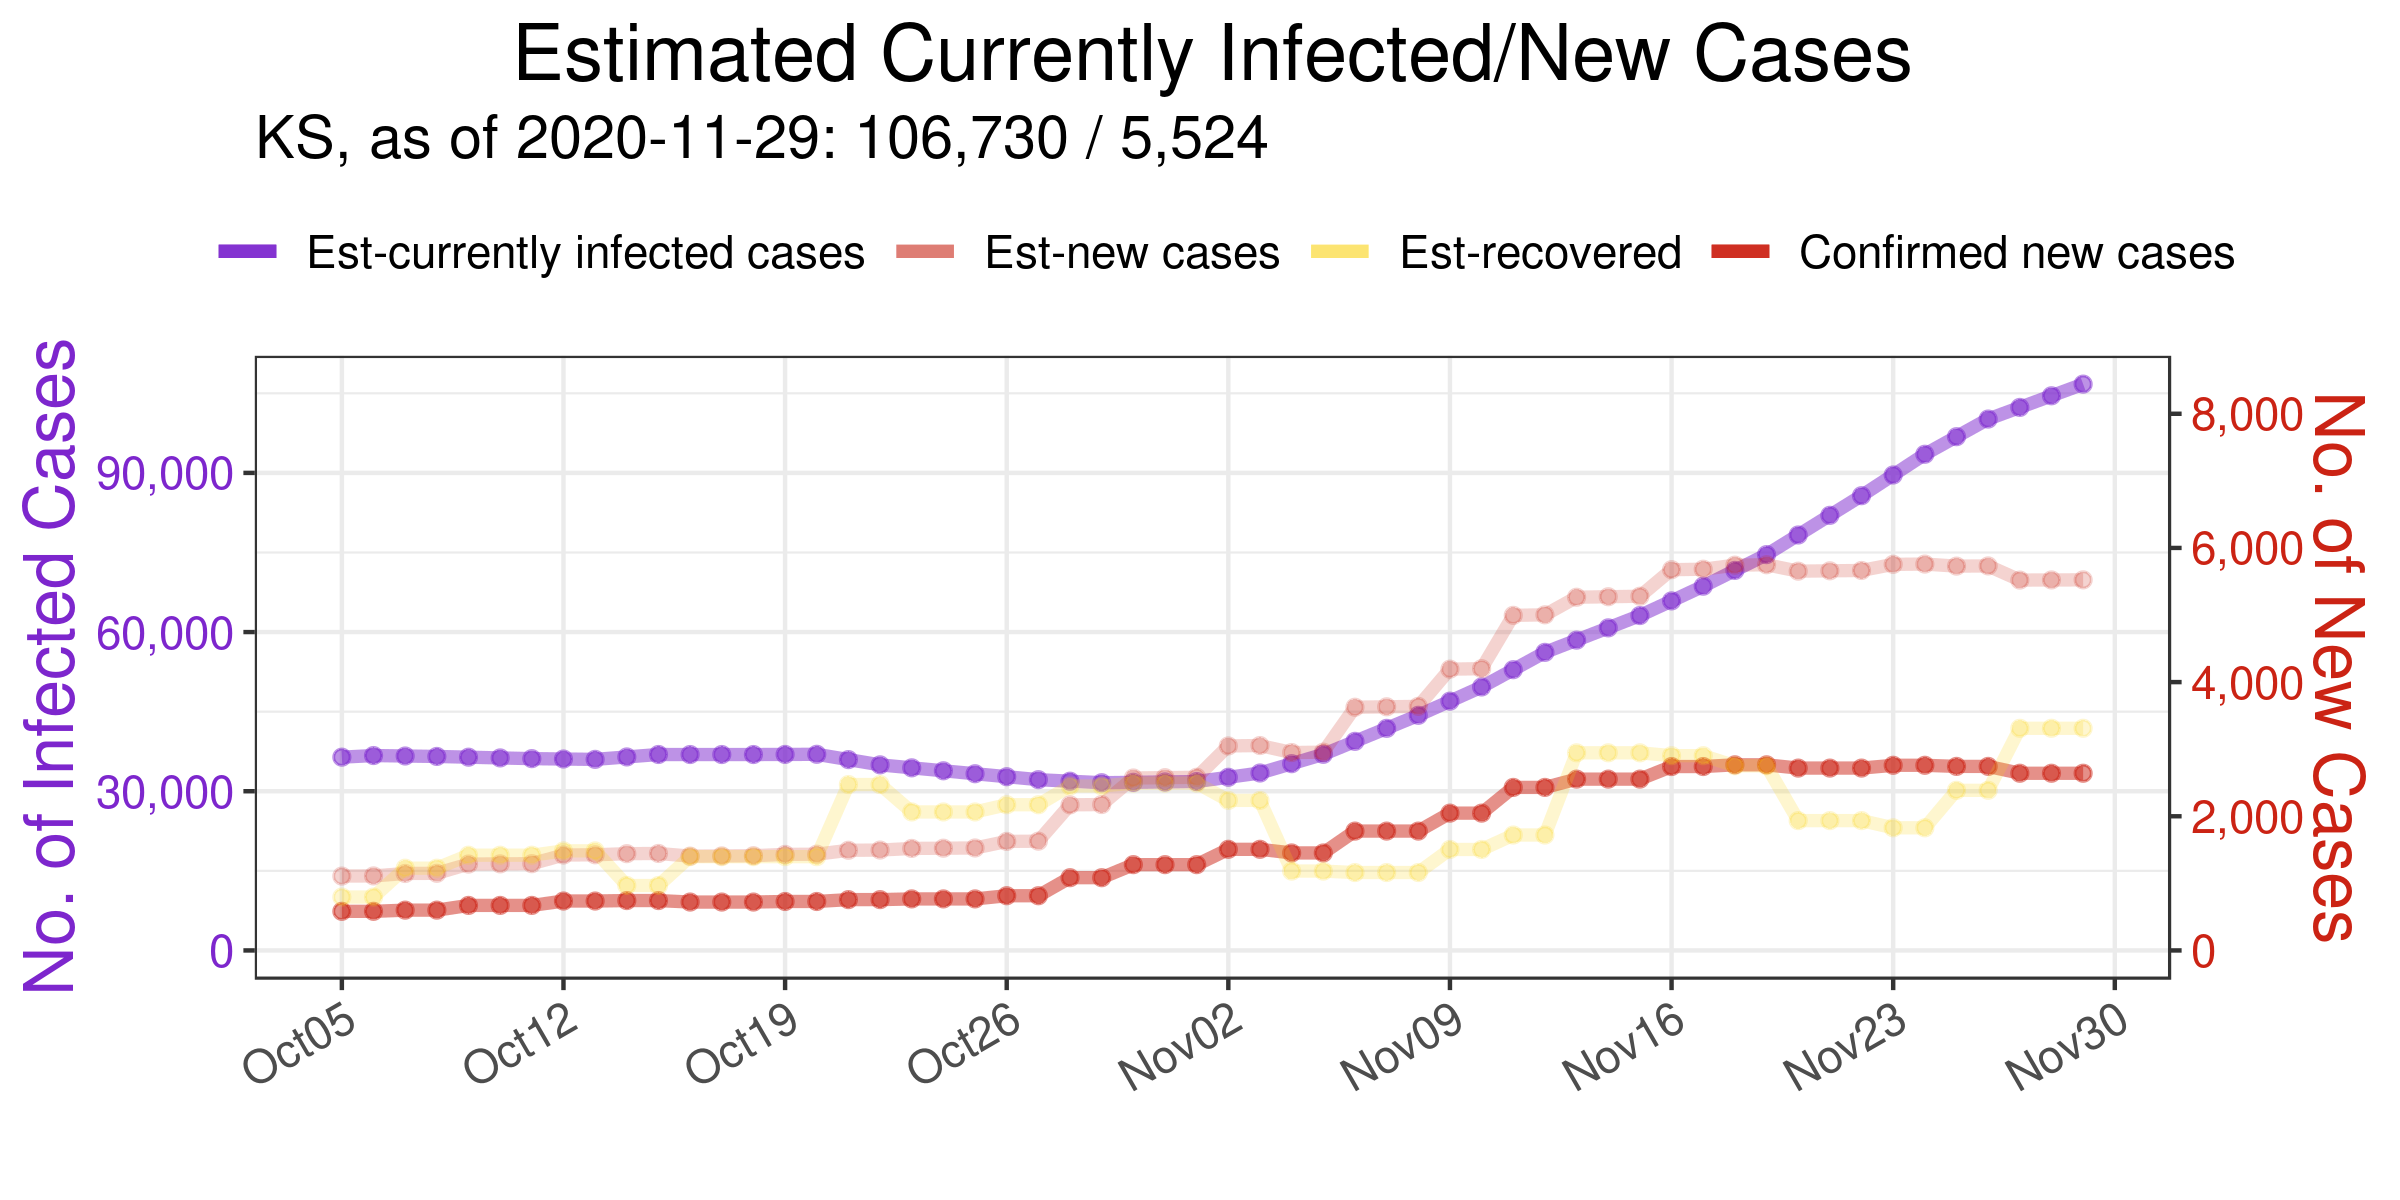 Estimated Currently Infected/New Cases
KS, as of 2020-11-29: 106,730 / 5,524
Est-currently infected cases Est-new cases Est-recovered Confirmed new cases
No. of Infected Cases
90,000
60,000
30,000
0
8,000
6,000
4,000
2,000
0
No. of New Cases
Oct05 Oct12 Oct19 Oct26 Nov02 Nov09 Nov16 Nov23 Nov30